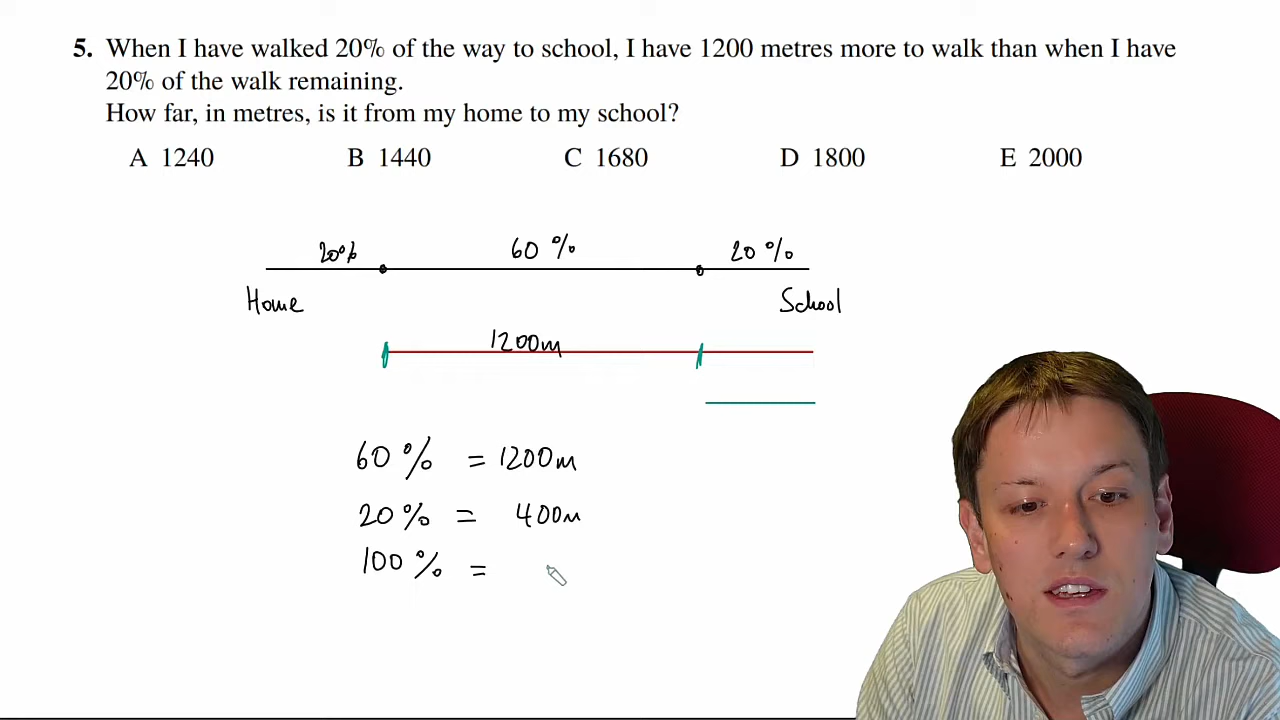 5. When I have walked 20% of the way to school, I have 1200 metres more to walk than when I have
20% of the walk remaining.
How far, in metres, is it from my home to my school?
A 1240 B 1440 C 1680 D 1800 E 2000
20% 60 % 20 %
Home School
1200m
60 % = 1200m
20 % = 400m
100 % =